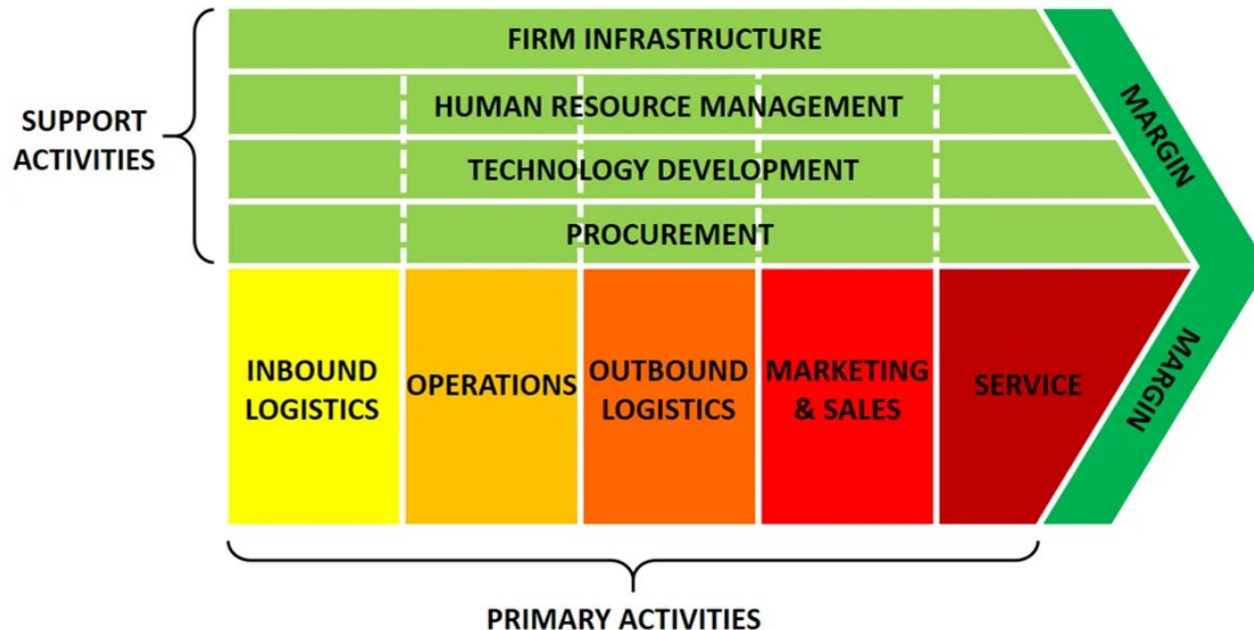 FIRM INFRASTRUCTURE
HUMAN RESOURCE MANAGEMENT
TECHNOLOGY DEVELOPMENT
PROCUREMENT
SUPPORT
ACTIVITIES
INBOUND
LOGISTICS
OPERATIONS
OUTBOUND
LOGISTICS
MARKETING
& SALES
SERVICE
MARGIN
MARGIN
PRIMARY ACTIVITIES